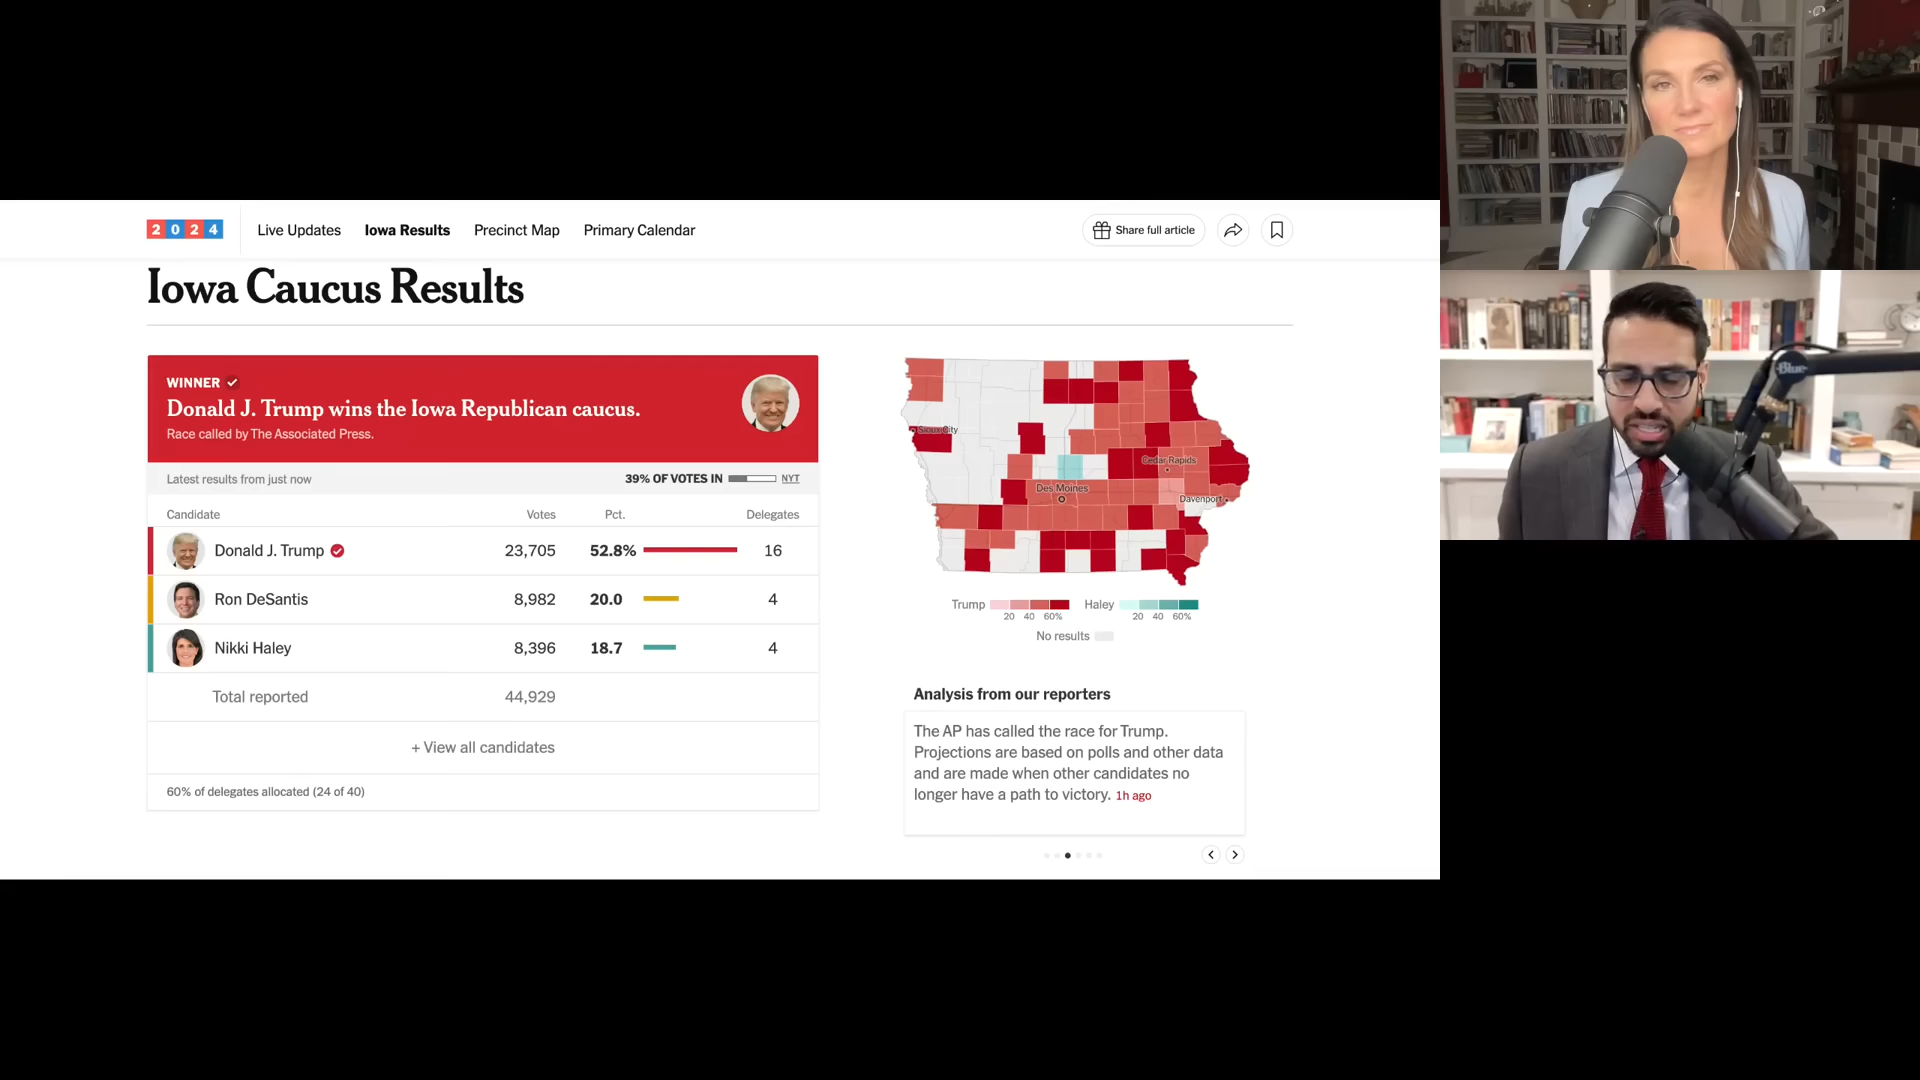 2024
Live Updates
Iowa Results
Precinct Map
Primary Calendar
Share full article
Iowa Caucus Results
WINNER
Donald J. Trump wins the Iowa Republican caucus.
Race called by The Associated Press.
Latest results from just now
39% OF VOTES IN
NYT
Candidate Votes Pct. Delegates
Donald J. Trump 23,705 52.8% 16
Ron DeSantis 8,982 20.0 4
Nikki Haley 8,396 18.7 4
Total reported 44,929
+ View all candidates
60% of delegates allocated (24 of 40)
Sioux City
Cedar Rapids
Des Moines
Davenport
Trump Haley
20 40 60% 20 40 60%
No results
Analysis from our reporters
The AP has called the race for Trump.
Projections are based on polls and other data
and are made when other candidates no
longer have a path to victory. 1h ago
Blue